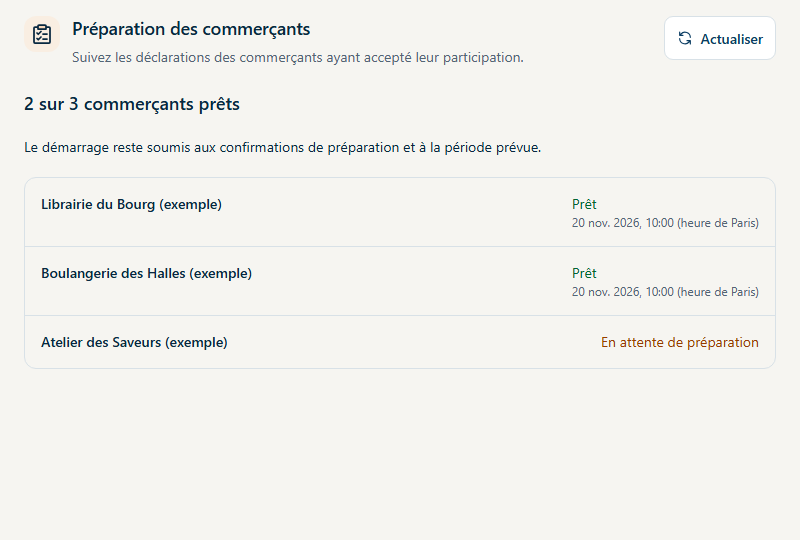 Préparation des commerçants
Suivez les déclarations des commerçants ayant accepté leur participation.
Actualiser
2 sur 3 commerçants prêts
Le démarrage reste soumis aux confirmations de préparation et à la période prévue.
Librairie du Bourg (exemple)
Prêt
20 nov. 2026, 10:00 (heure de Paris)
Boulangerie des Halles (exemple)
Prêt
20 nov. 2026, 10:00 (heure de Paris)
Atelier des Saveurs (exemple)
En attente de préparation